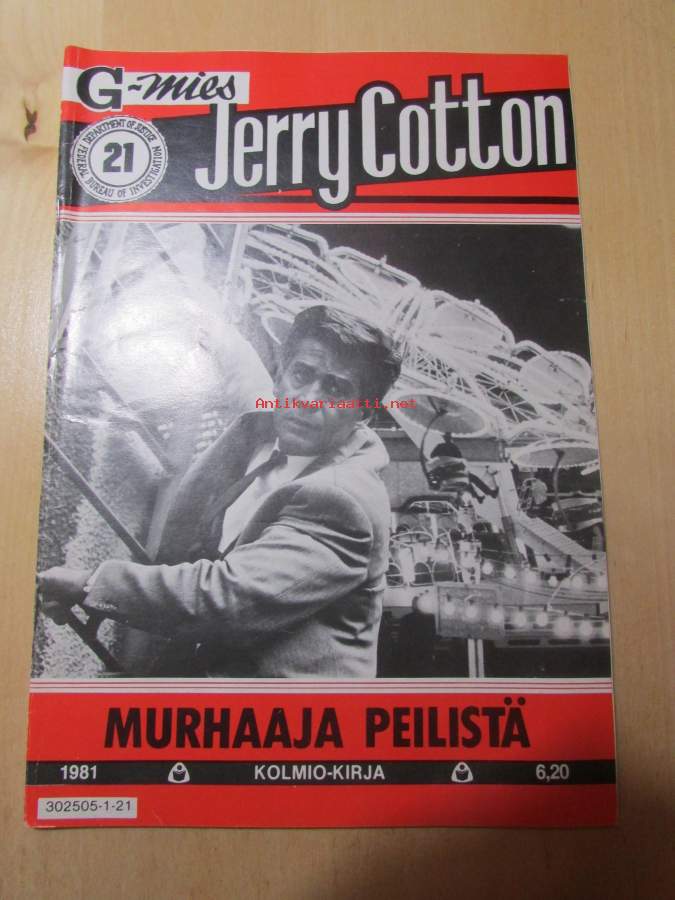 G-mies
Jerry Cotton
DEPARTMENT OF JUSTICE
21
FEDERAL BUREAU OF INVESTIGATION
Antikvariaatti.net
MURHAAJA PEILISTÄ
1981 KOLMIO-KIRJA 6,20
302505-1-21